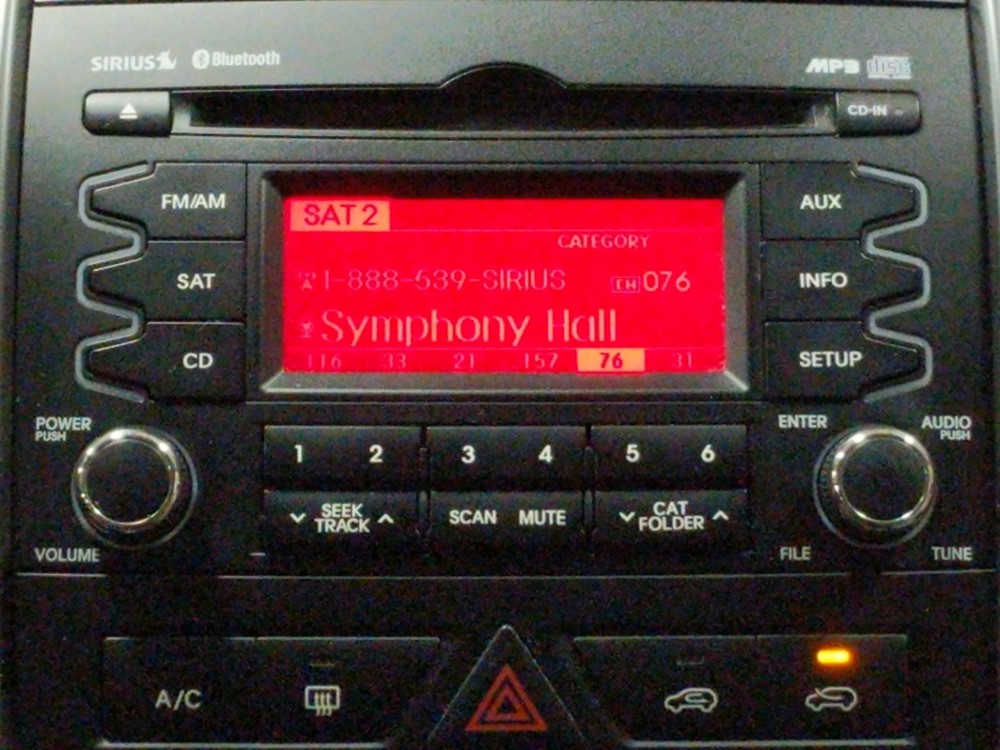 SIRIUS Bluetooth MP3 disc
CD-IN
FM/AM
SAT
CD
AUX
INFO
SETUP
SAT 2
CATEGORY
1-888-539-SIRIUS CH 076
Symphony Hall
116 33 21 157 76 31
POWER
PUSH
VOLUME
1 2 3 4 5 6
SEEK
TRACK
SCAN MUTE
CAT
FOLDER
ENTER
AUDIO
PUSH
FILE
TUNE
A/C